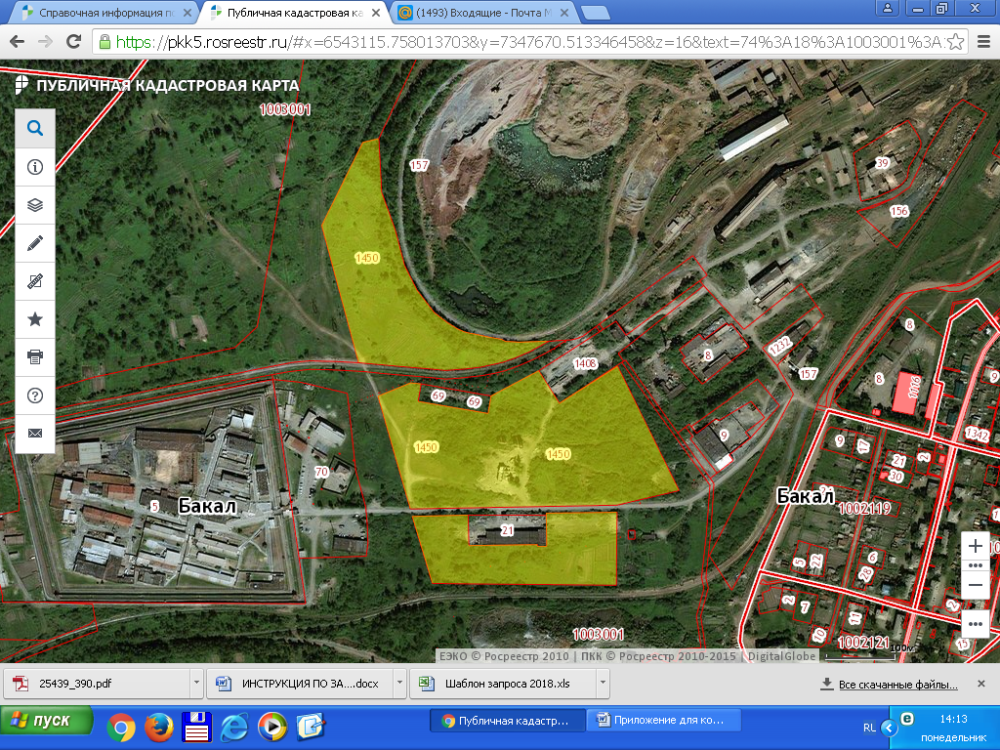 Справочная информация по
Публичная кадастровая ка
(1493) Входящие - Почта М
https://pkk5.rosreestr.ru/#x=6543115.758013703&y=7347670.513346458&z=16&text=74%3A18%3A1003001%3A
ПУБЛИЧНАЯ КАДАСТРОВАЯ КАРТА
1003001
157
39
156
1450
1408
8
1232
157
8
8
1116
69
69
9
1342
9
1450
1450
9
17
21
2
30
70
5
Бакал
Бакал
1002119
21
5
22
6
28
2
7
11
2
10
1002121
15
1003001
100м
ЕЭКО © Росреестр 2010 | ПКК © Росреестр 2010-2015 | DigitalGlobe
25439_390.pdf
ИНСТРУКЦИЯ ПО ЗА....docx
Шаблон запроса 2018.xls
Все скачанные файлы...
пуск
Публичная кадастр...
Приложение для ко...
RL
14:13
понедельник